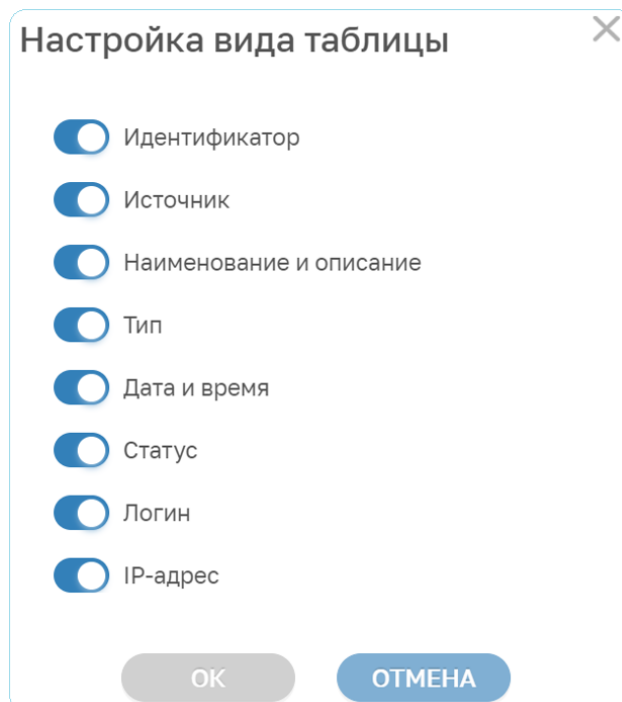 Настройка вида таблицы
Идентификатор
Источник
Наименование и описание
Тип
Дата и время
Статус
Логин
IP-адрес
ОК
ОТМЕНА